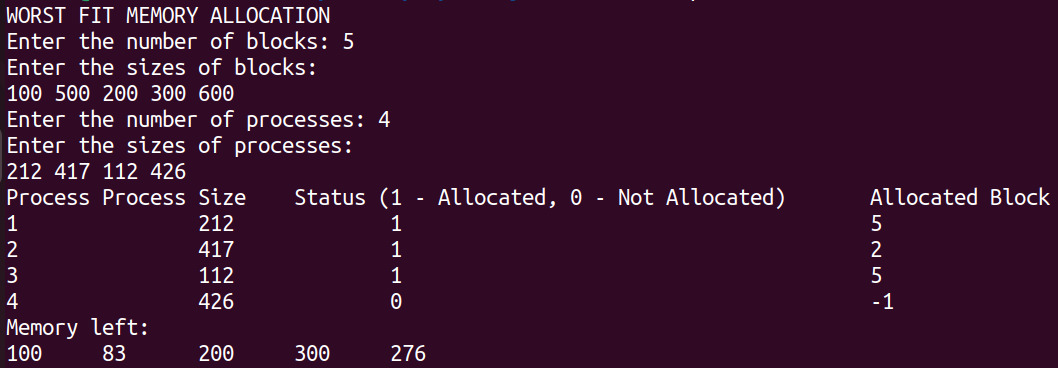 WORST FIT MEMORY ALLOCATION
Enter the number of blocks: 5
Enter the sizes of blocks:
100 500 200 300 600
Enter the number of processes: 4
Enter the sizes of processes:
212 417 112 426
Process Process Size Status (1 - Allocated, 0 - Not Allocated) Allocated Block
1 212 1 5
2 417 1 2
3 112 1 5
4 426 0 -1
Memory left:
100 83 200 300 276